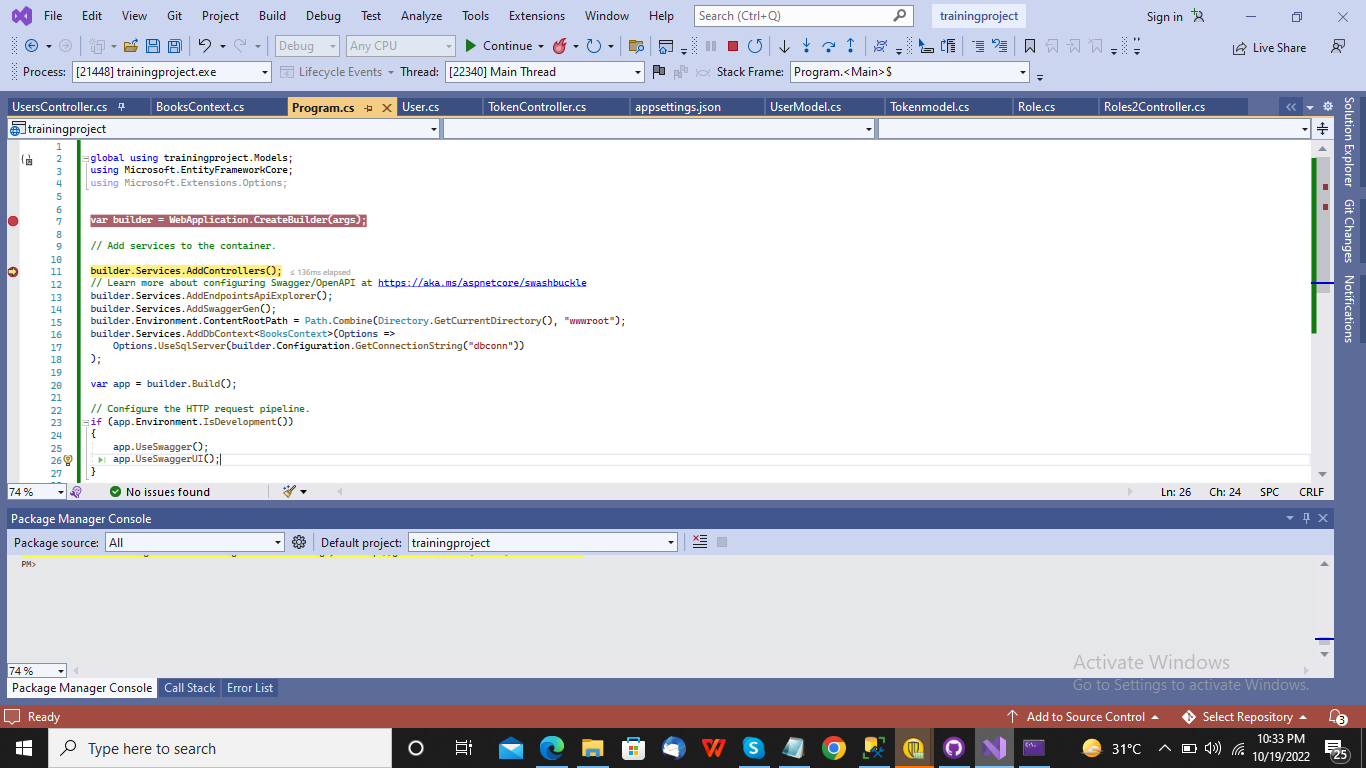 File Edit View Git Project Build Debug Test Analyze Tools Extensions Window Help Search (Ctrl+Q) trainingproject Sign in
Debug Any CPU Continue Live Share
Process: [21448] trainingproject.exe Lifecycle Events Thread: [22340] Main Thread Stack Frame: Program.<Main>$
UsersController.cs BooksContext.cs Program.cs User.cs TokenController.cs appsettings.json UserModel.cs Tokenmodel.cs Role.cs Roles2Controller.cs
trainingproject
1
2 global using trainingproject.Models;
3 using Microsoft.EntityFrameworkCore;
4 using Microsoft.Extensions.Options;
5
6
7 var builder = WebApplication.CreateBuilder(args);
8
9 // Add services to the container.
10
11 builder.Services.AddControllers(); ≤ 136ms elapsed
12 // Learn more about configuring Swagger/OpenAPI at https://aka.ms/aspnetcore/swashbuckle
13 builder.Services.AddEndpointsApiExplorer();
14 builder.Services.AddSwaggerGen();
15 builder.Environment.ContentRootPath = Path.Combine(Directory.GetCurrentDirectory(), "wwwroot");
16 builder.Services.AddDbContext<BooksContext>(Options =>
17 Options.UseSqlServer(builder.Configuration.GetConnectionString("dbconn"))
18 );
19
20 var app = builder.Build();
21
22 // Configure the HTTP request pipeline.
23 if (app.Environment.IsDevelopment())
24 {
25 app.UseSwagger();
26 app.UseSwaggerUI();
27 }
Solution Explorer
Git Changes
Notifications
74 % No issues found Ln: 26 Ch: 24 SPC CRLF
Package Manager Console
Package source: All Default project: trainingproject
PM>
74 %
Activate Windows
Go to Settings to activate Windows.
Package Manager Console Call Stack Error List
Ready Add to Source Control Select Repository 3
Type here to search 31°C 10:33 PM
10/19/2022 25